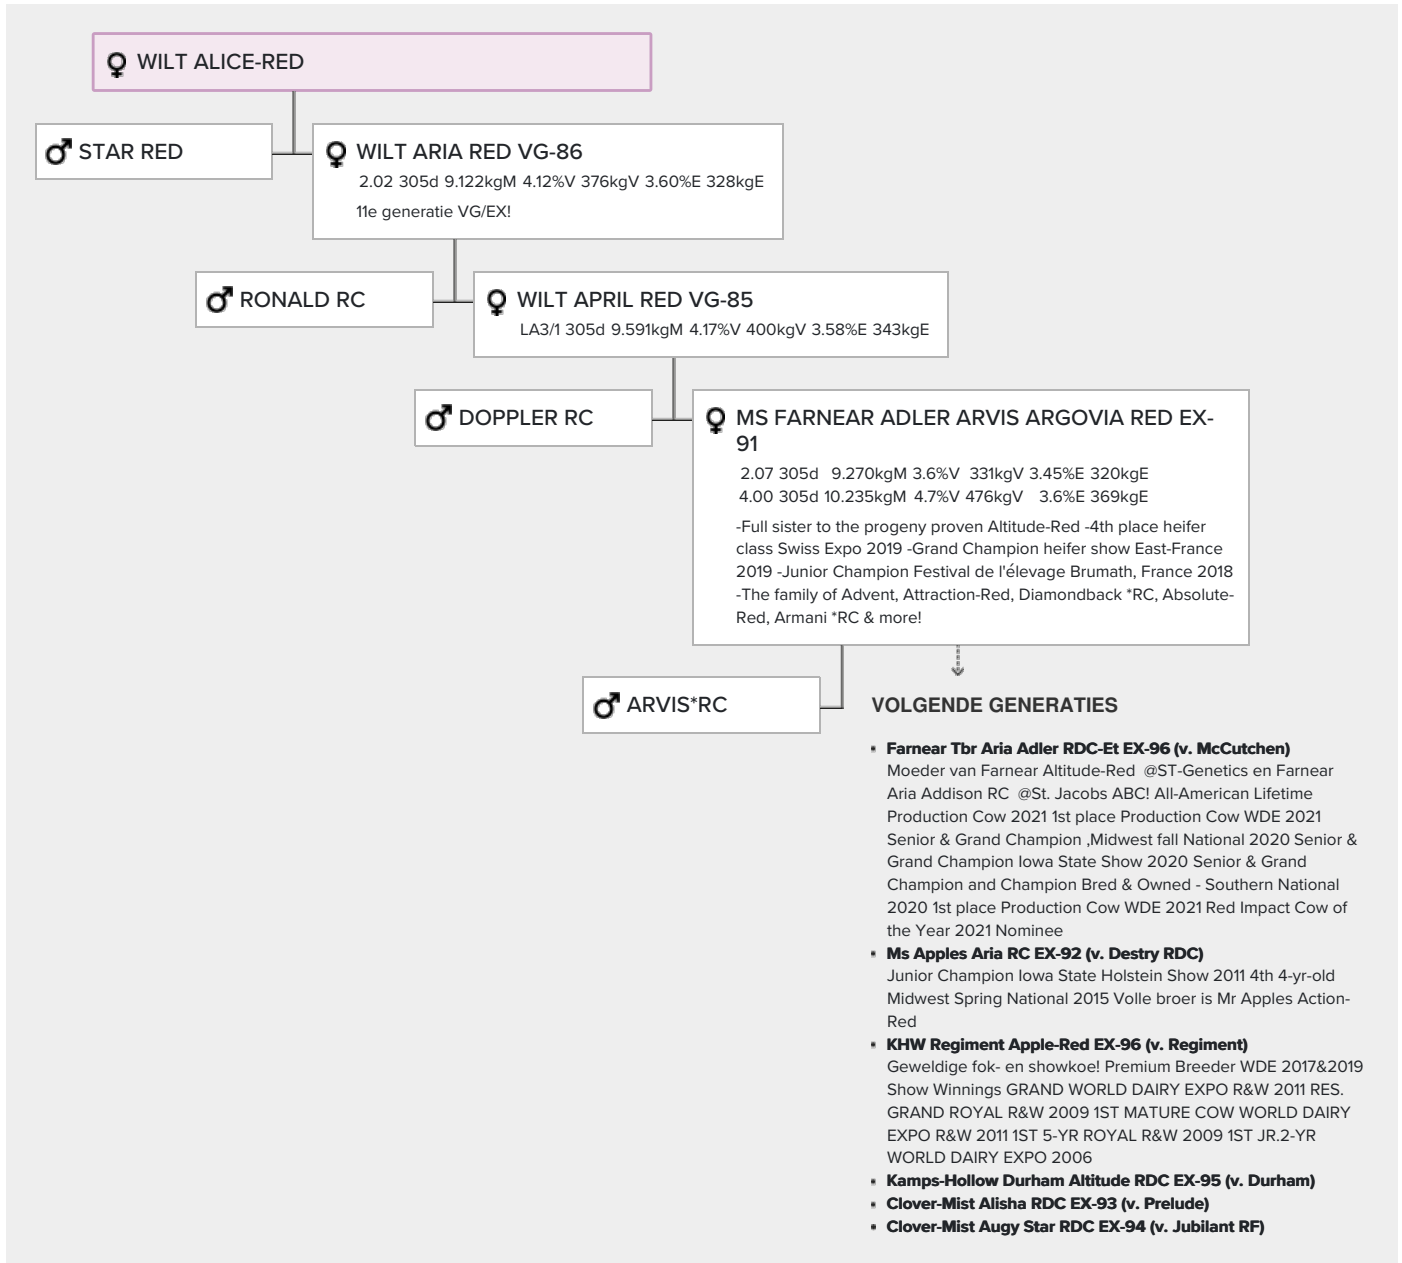 WILT ALICE-RED
STAR RED
WILT ARIA RED VG-86
2.02 305d 9.122kgM 4.12%V 376kgV 3.60%E 328kgE
11e generatie VG/EX!
RONALD RC
WILT APRIL RED VG-85
LA3/1 305d 9.591kgM 4.17%V 400kgV 3.58%E 343kgE
DOPPLER RC
MS FARNEAR ADLER ARVIS ARGOVIA RED EX-
91
2.07 305d 9.270kgM 3.6%V 331kgV 3.45%E 320kgE
4.00 305d 10.235kgM 4.7%V 476kgV 3.6%E 369kgE
-Full sister to the progeny proven Altitude-Red -4th place heifer
class Swiss Expo 2019 -Grand Champion heifer show East-France
2019 -Junior Champion Festival de l'élevage Brumath, France 2018
-The family of Advent, Attraction-Red, Diamondback *RC, Absolute-
Red, Armani *RC & more!
ARVIS*RC
VOLGENDE GENERATIES
▪ Farnear Tbr Aria Adler RDC-Et EX-96 (v. McCutchen)
Moeder van Farnear Altitude-Red @ST-Genetics en Farnear
Aria Addison RC @St. Jacobs ABC! All-American Lifetime
Production Cow 2021 1st place Production Cow WDE 2021
Senior & Grand Champion ,Midwest fall National 2020 Senior &
Grand Champion Iowa State Show 2020 Senior & Grand
Champion and Champion Bred & Owned - Southern National
2020 1st place Production Cow WDE 2021 Red Impact Cow of
the Year 2021 Nominee
▪ Ms Apples Aria RC EX-92 (v. Destry RDC)
Junior Champion Iowa State Holstein Show 2011 4th 4-yr-old
Midwest Spring National 2015 Volle broer is Mr Apples Action-
Red
▪ KHW Regiment Apple-Red EX-96 (v. Regiment)
Geweldige fok- en showkoe! Premium Breeder WDE 2017&2019
Show Winnings GRAND WORLD DAIRY EXPO R&W 2011 RES.
GRAND ROYAL R&W 2009 1ST MATURE COW WORLD DAIRY
EXPO R&W 2011 1ST 5-YR ROYAL R&W 2009 1ST JR.2-YR
WORLD DAIRY EXPO 2006
▪ Kamps-Hollow Durham Altitude RDC EX-95 (v. Durham)
▪ Clover-Mist Alisha RDC EX-93 (v. Prelude)
▪ Clover-Mist Augy Star RDC EX-94 (v. Jubilant RF)